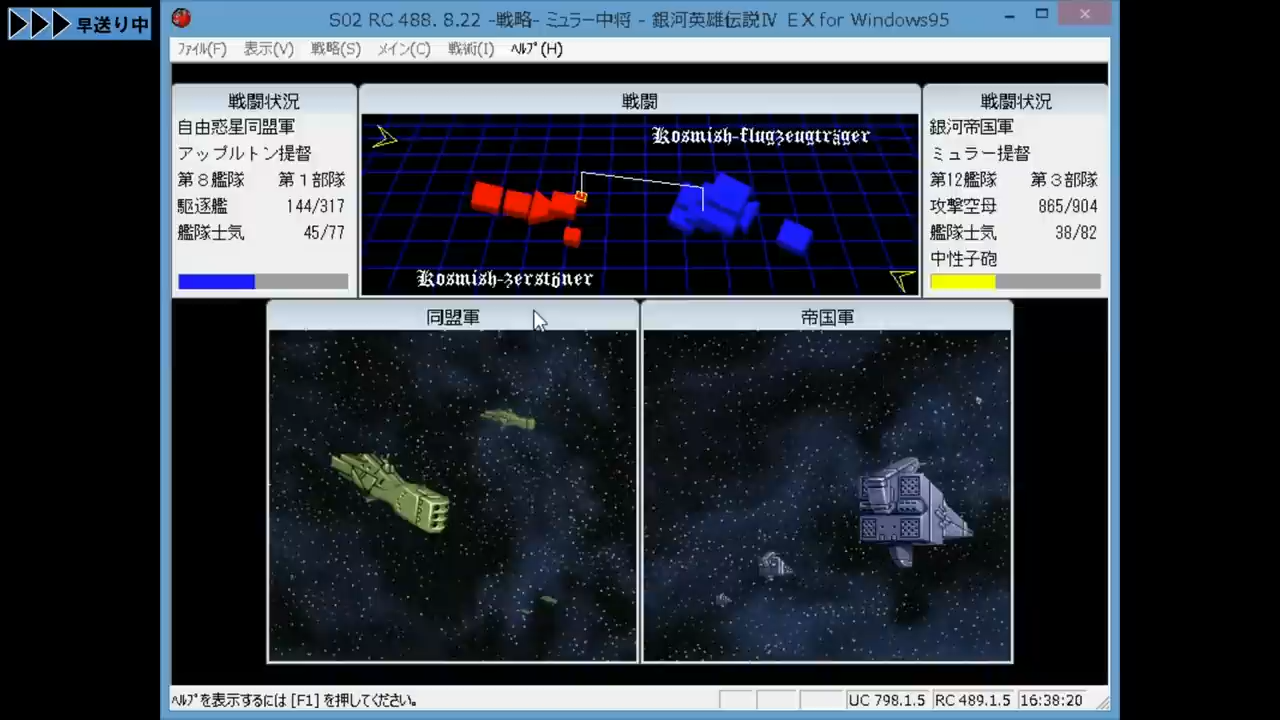 早送り中
S02 RC 488. 8.22 -戦略- ミュラー中将 - 銀河英雄伝説Ⅳ EX for Windows95
ﾌｧｲﾙ(F) 表示(V) 戦略(S) メイン(C) 戦術(I) ﾍﾙﾌﾟ(H)
戦闘状況
自由惑星同盟軍
アップルトン提督
第８艦隊 第１部隊
駆逐艦 144/317
艦隊士気 45/77
戦闘
Kosmish-flugzeugträger
Kosmish-zerstöner
戦闘状況
銀河帝国軍
ミュラー提督
第12艦隊 第３部隊
攻撃空母 865/904
艦隊士気 38/82
中性子砲
同盟軍
帝国軍
ﾍﾙﾌﾟを表示するには [F1] を押してください。
UC 798.1.5 RC 489.1.5 16:38:20